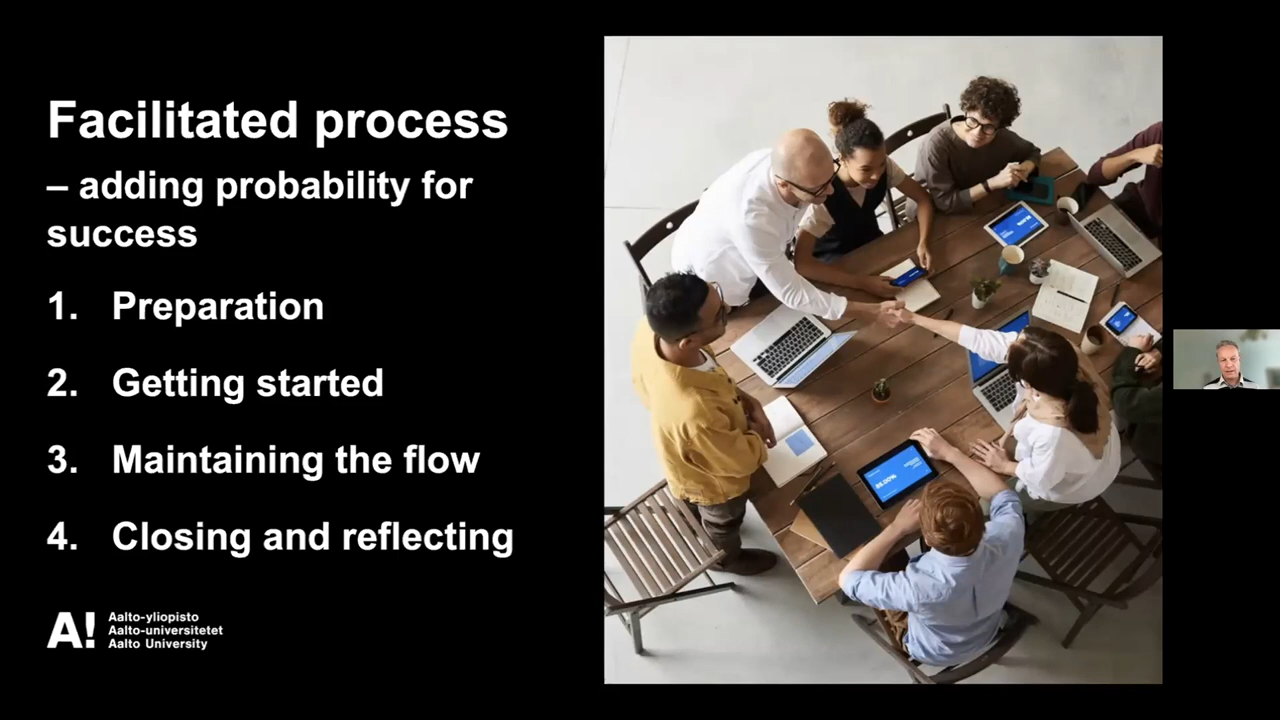 Facilitated process
– adding probability for
success
1. Preparation
2. Getting started
3. Maintaining the flow
4. Closing and reflecting
A!
Aalto-yliopisto
Aalto-universitetet
Aalto University